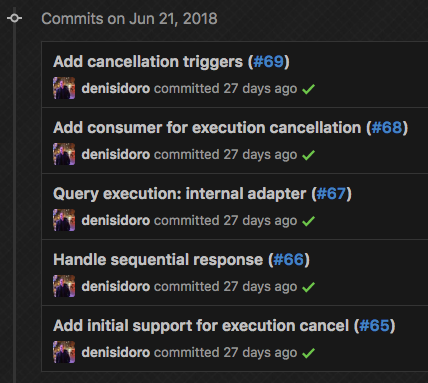 Commits on Jun 21, 2018
Add cancellation triggers (#69)
denisidoro committed 27 days ago
Add consumer for execution cancellation (#68)
denisidoro committed 27 days ago
Query execution: internal adapter (#67)
denisidoro committed 27 days ago
Handle sequential response (#66)
denisidoro committed 27 days ago
Add initial support for execution cancel (#65)
denisidoro committed 27 days ago